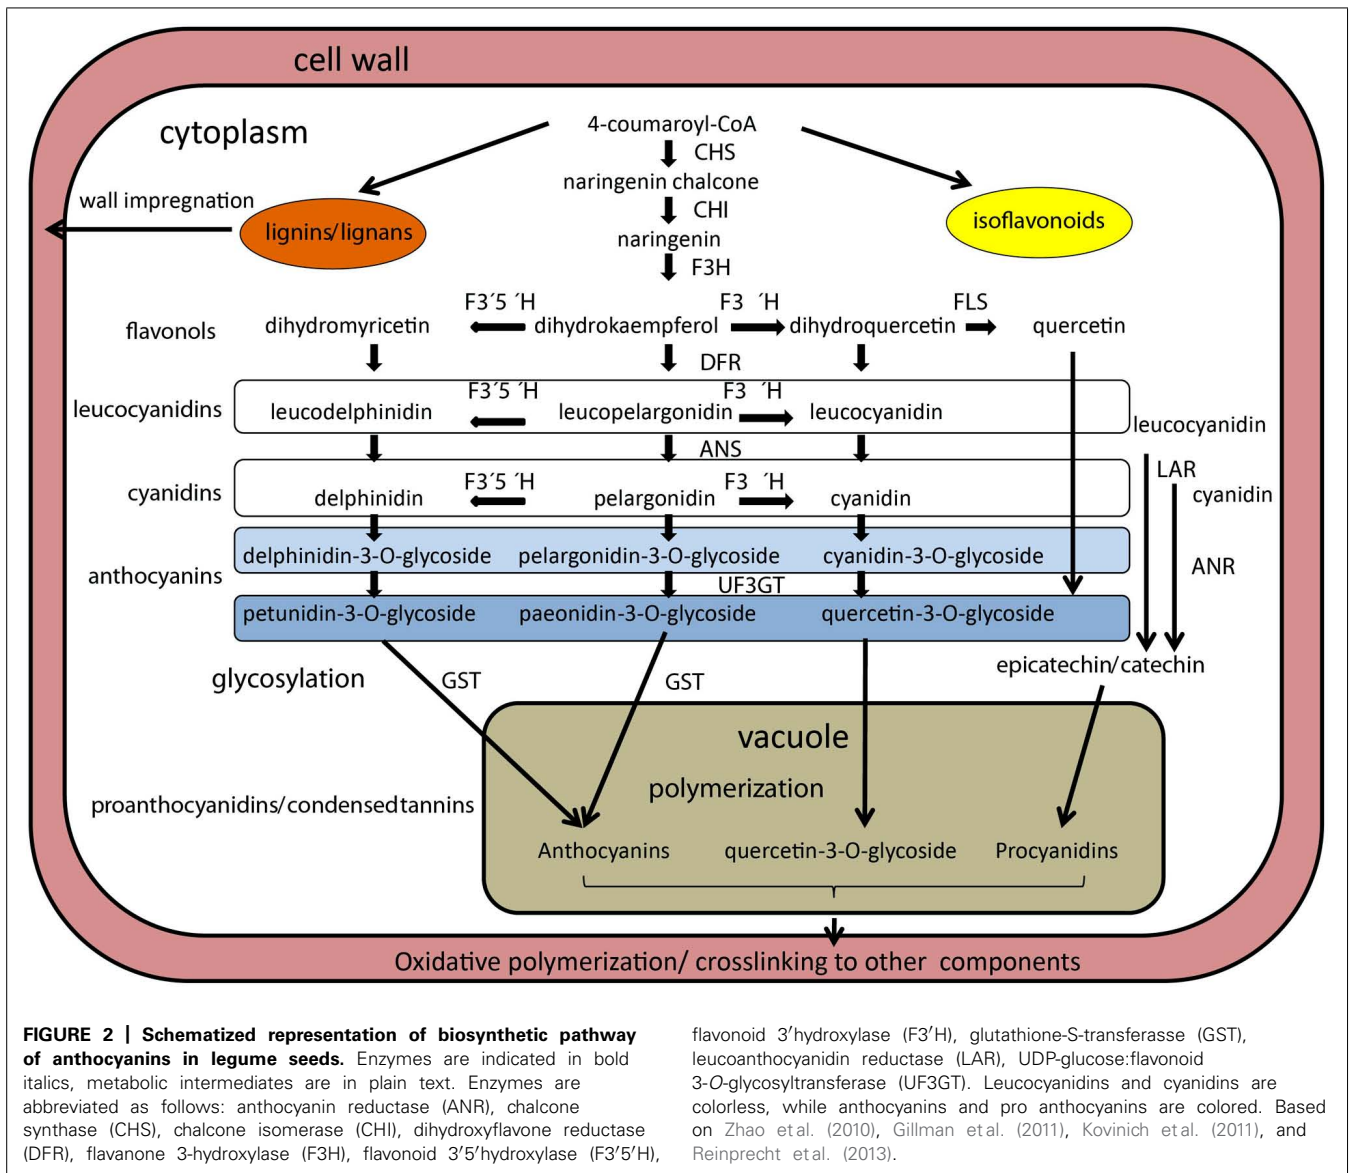 cell wall
cytoplasm
4-coumaroyl-CoA
CHS
naringenin chalcone
wall impregnation
CHI
lignins/lignans
isoflavonoids
naringenin
F3H
F3´5 ´H
F3 ´H
FLS
flavonols
dihydromyricetin
dihydrokaempferol
dihydroquercetin
quercetin
DFR
F3´5 ´H
F3 ´H
leucocyanidins
leucodelphinidin
leucopelargonidin
leucocyanidin
leucocyanidin
ANS
LAR
F3´5 ´H
F3 ´H
cyanidins
delphinidin
pelargonidin
cyanidin
cyanidin
delphinidin-3-O-glycoside
pelargonidin-3-O-glycoside
cyanidin-3-O-glycoside
anthocyanins
ANR
UF3GT
petunidin-3-O-glycoside
paeonidin-3-O-glycoside
quercetin-3-O-glycoside
epicatechin/catechin
glycosylation
GST
GST
vacuole
polymerization
proanthocyanidins/condensedtannins
Anthocyanins
quercetin-3-O-glycoside
Procyanidins
Oxidative polymerization/ crosslinking to other components
FIGURE 2 | Schematized representation of biosynthetic pathway
of anthocyanins in legume seeds. Enzymes are indicated in bold
italics, metabolic intermediates are in plain text. Enzymes are
abbreviated as follows: anthocyanin reductase (ANR), chalcone
synthase (CHS), chalcone isomerase (CHI), dihydroxyflavone reductase
(DFR), flavanone 3-hydroxylase (F3H), flavonoid 3′5′hydroxylase (F3′5′H),
flavonoid 3′hydroxylase (F3′H), glutathione-S-transferasse (GST),
leucoanthocyanidin reductase (LAR), UDP-glucose:flavonoid
3-O-glycosyltransferase (UF3GT). Leucocyanidins and cyanidins are
colorless, while anthocyanins and pro anthocyanins are colored. Based
on Zhao et al. (2010), Gillman et al. (2011), Kovinich et al. (2011), and
Reinprecht et al. (2013).